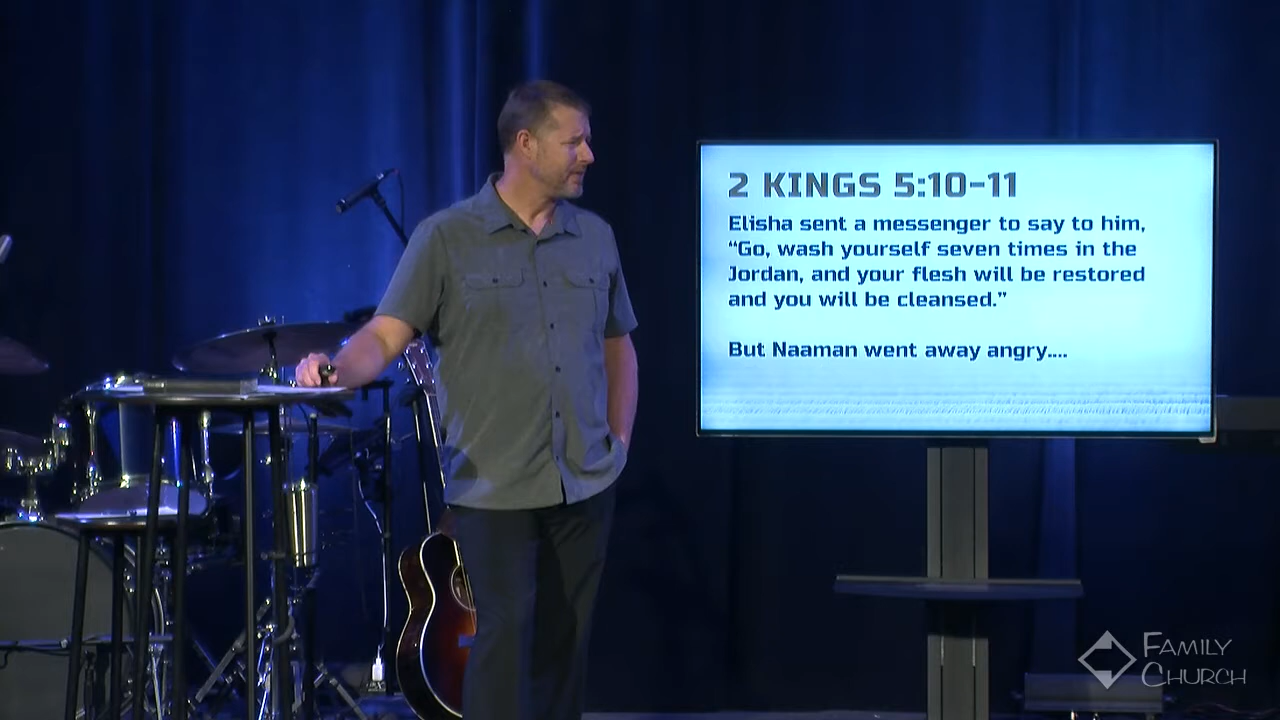 2 KINGS 5:10-11
Elisha sent a messenger to say to him,
“Go, wash yourself seven times in the
Jordan, and your flesh will be restored
and you will be cleansed.”
But Naaman went away angry....
FAMILY
CHURCH